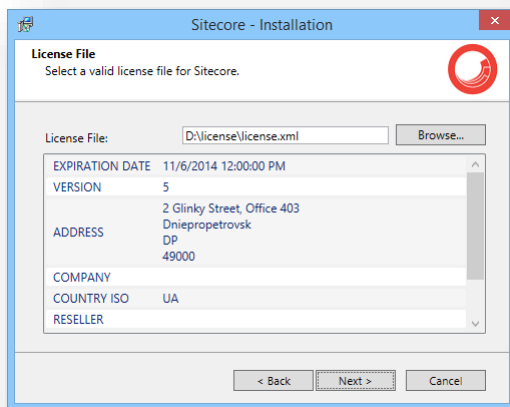 Sitecore - Installation
License File
Select a valid license file for Sitecore.
License File: D:\license\license.xml Browse...
EXPIRATION DATE 11/6/2014 12:00:00 PM
VERSION 5
ADDRESS 2 Glinky Street, Office 403
Dniepropetrovsk
DP
49000
COMPANY
COUNTRY ISO UA
RESELLER
< Back Next > Cancel